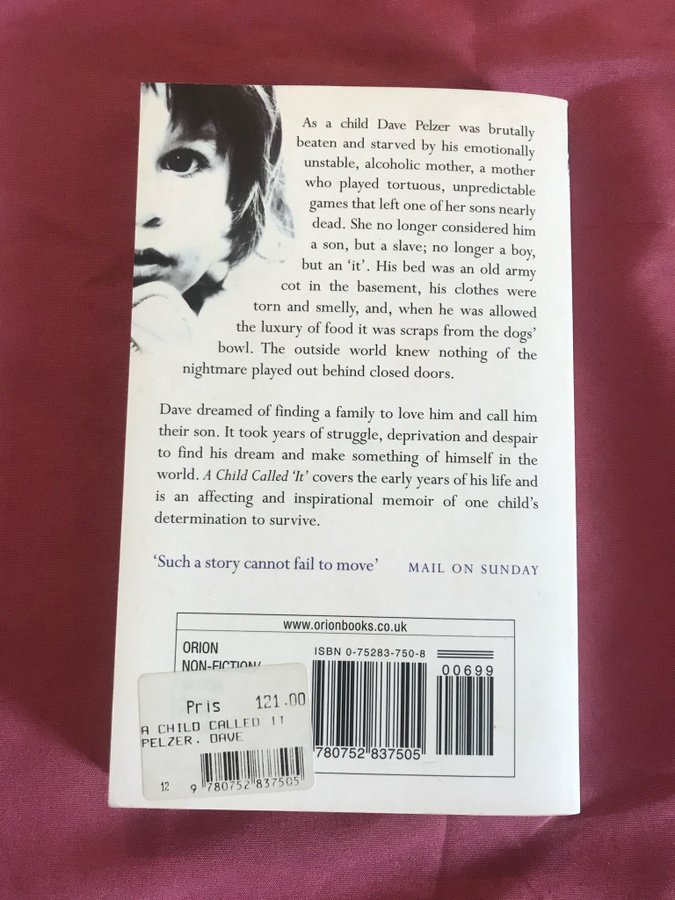 As a child Dave Pelzer was brutally
beaten and starved by his emotionally
unstable, alcoholic mother, a mother
who played tortuous, unpredictable
games that left one of her sons nearly
dead. She no longer considered him
a son, but a slave; no longer a boy,
but an ‘it’. His bed was an old army
cot in the basement, his clothes were
torn and smelly, and, when he was allowed
the luxury of food it was scraps from the dogs’
bowl. The outside world knew nothing of the
nightmare played out behind closed doors.
Dave dreamed of finding a family to love him and call him
their son. It took years of struggle, deprivation and despair
to find his dream and make something of himself in the
world. A Child Called ‘It’ covers the early years of his life and
is an affecting and inspirational memoir of one child’s
determination to survive.
‘Such a story cannot fail to move’ MAIL ON SUNDAY
www.orionbooks.co.uk
ORION
NON-FICTION/
ISBN 0-75283-750-8
00699
780752 837505
Pris 121.00
A CHILD CALLED IT
PELZER. DAVE
12 9 780752 837505